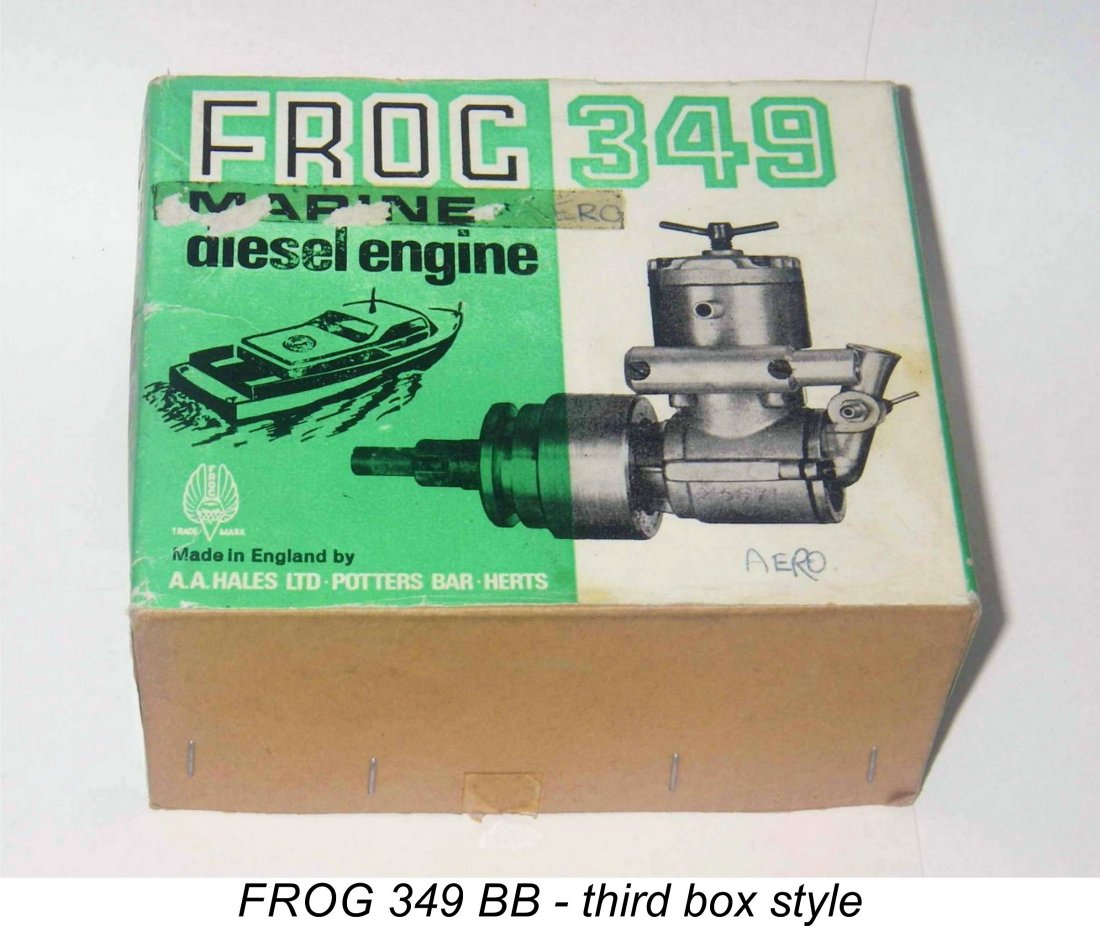 FROG 349
MARINE AERO
diesel engine
FROG
TRADE MARK
Made in England by
A.A. HALES LTD · POTTERS BAR · HERTS
AERO.
FROG 349 BB - third box style